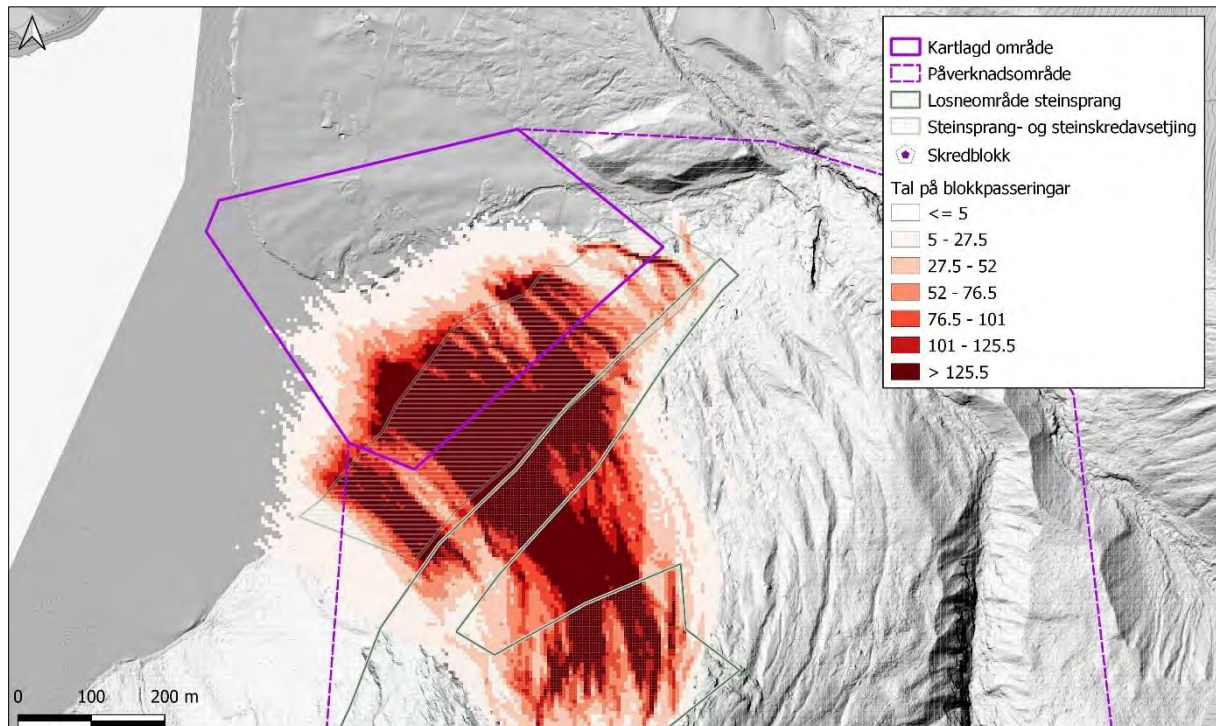 Kartlagd område
Påverknadsområde
Losneområde steinsprang
Steinsprang- og steinskredavsetjing
Skredblokk
Tal på blokkpasseringar
<= 5
5 - 27.5
27.5 - 52
52 - 76.5
76.5 - 101
101 - 125.5
> 125.5
0 100 200 m